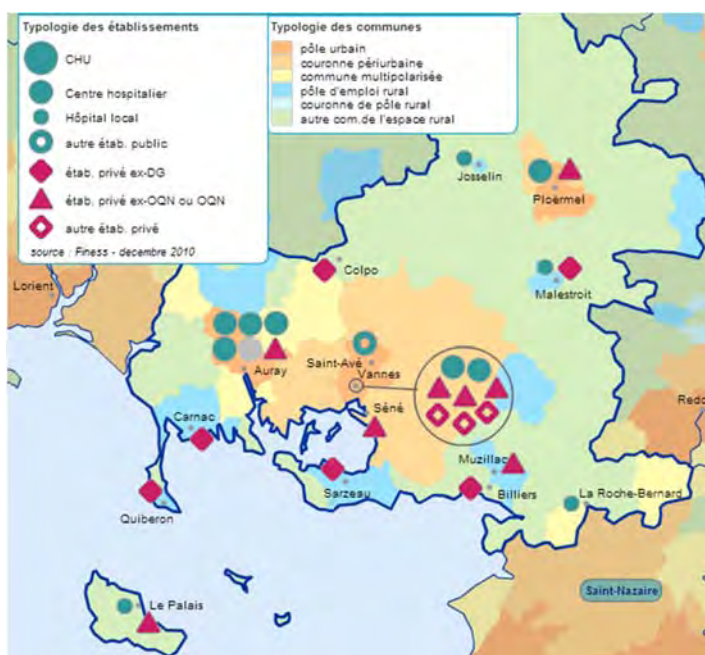 Typologie des établissements
CHU
Centre hospitalier
Hôpital local
autre étab. public
étab. privé ex-DG
étab. privé ex-OQN ou OQN
autre étab. privé
source : Finess - decembre 2010
Typologie des communes
pôle urbain
couronne périurbaine
commune multipolarisée
pôle d'emploi rural
couronne de pôle rural
autre com.de l'espace rural
Josselin
Ploërmel
Colpo
Malestroit
Lorient
Saint-Avé
Auray
Vannes
Carnac
Séné
Redo
Muzillac
Sarzeau
Billiers
La Roche-Bernard
Quiberon
Saint-Nazaire
Le Palais